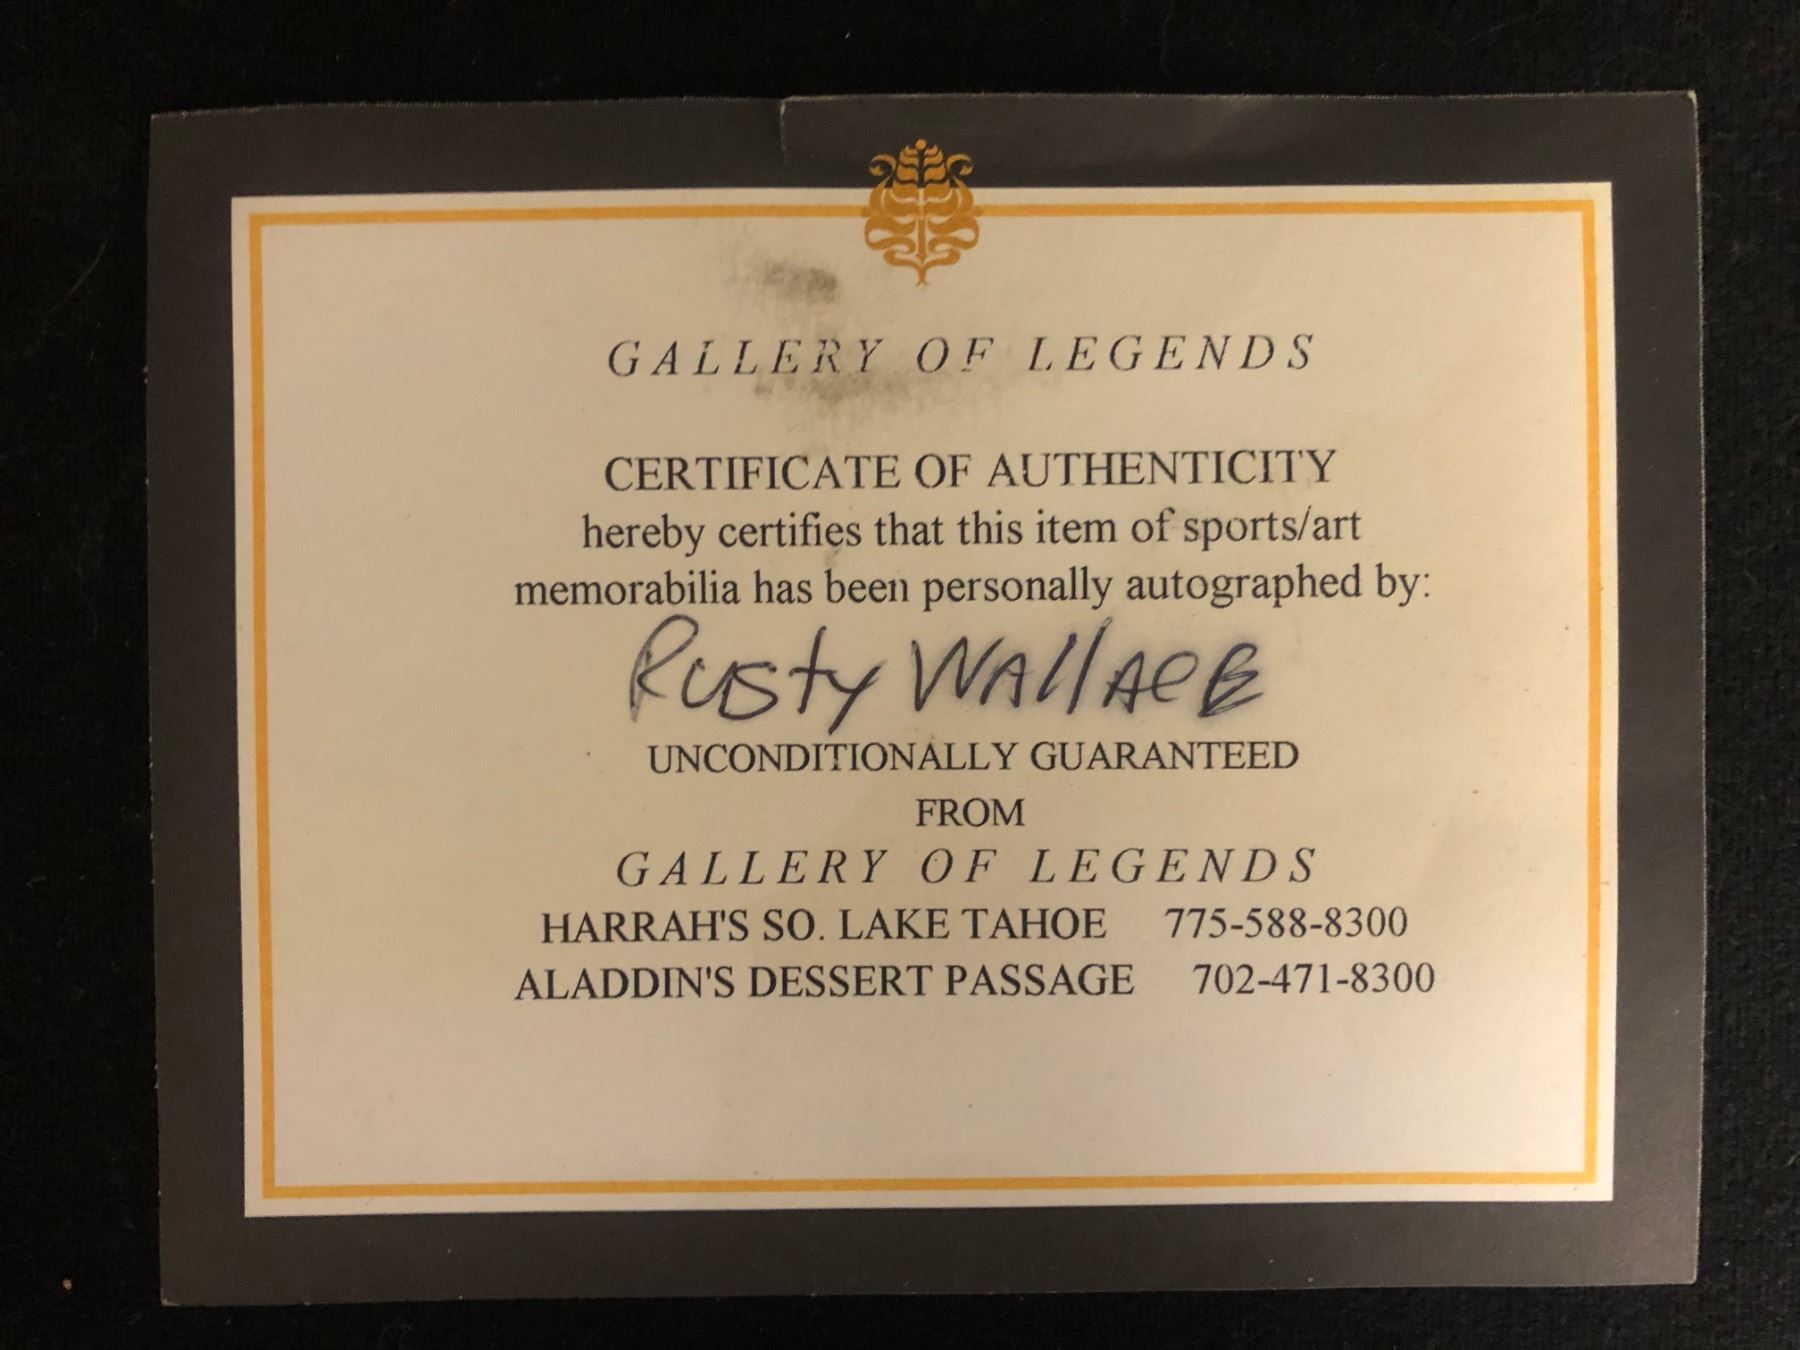 GALLERY OF LEGENDS
CERTIFICATE OF AUTHENTICITY
hereby certifies that this item of sports/art
memorabilia has been personally autographed by:
Rusty WAllAcE
UNCONDITIONALLY GUARANTEED
FROM
GALLERY OF LEGENDS
HARRAH'S SO. LAKE TAHOE 775-588-8300
ALADDIN'S DESSERT PASSAGE 702-471-8300